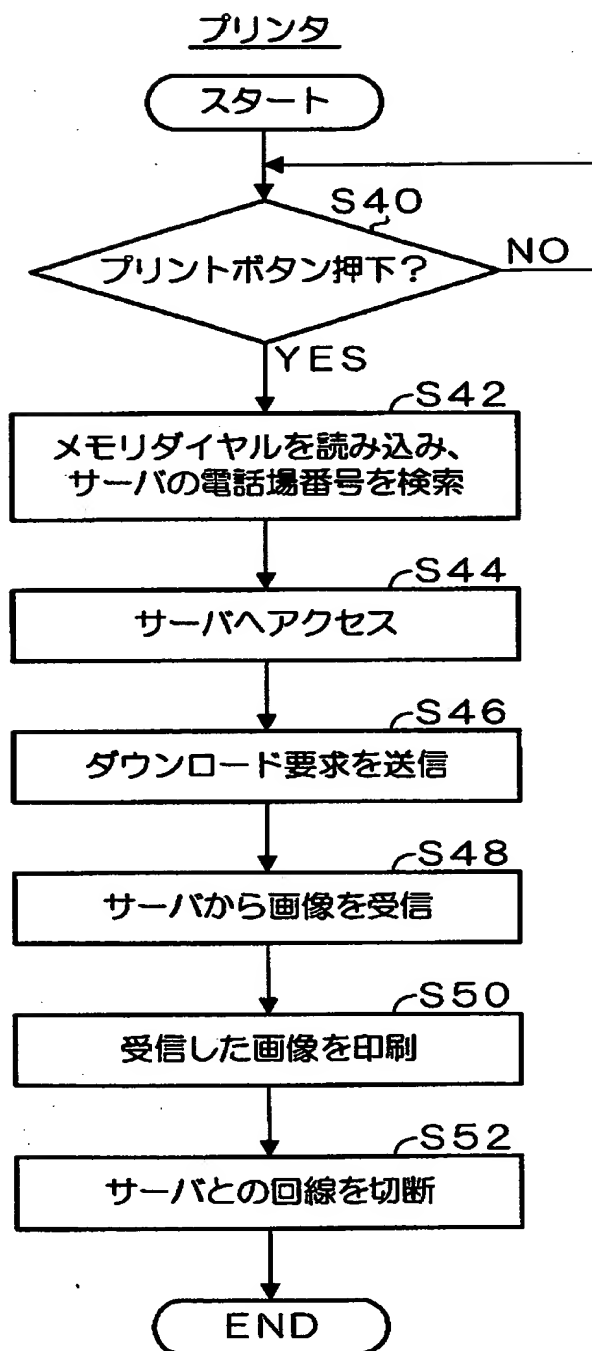 プリンタ
スタート
S40
プリントボタン押下?
NO
YES
S42
メモリダイヤルを読み込み、
サーバの電話場番号を検索
S44
サーバへアクセス
S46
ダウンロード要求を送信
S48
サーバから画像を受信
S50
受信した画像を印刷
S52
サーバとの回線を切断
END